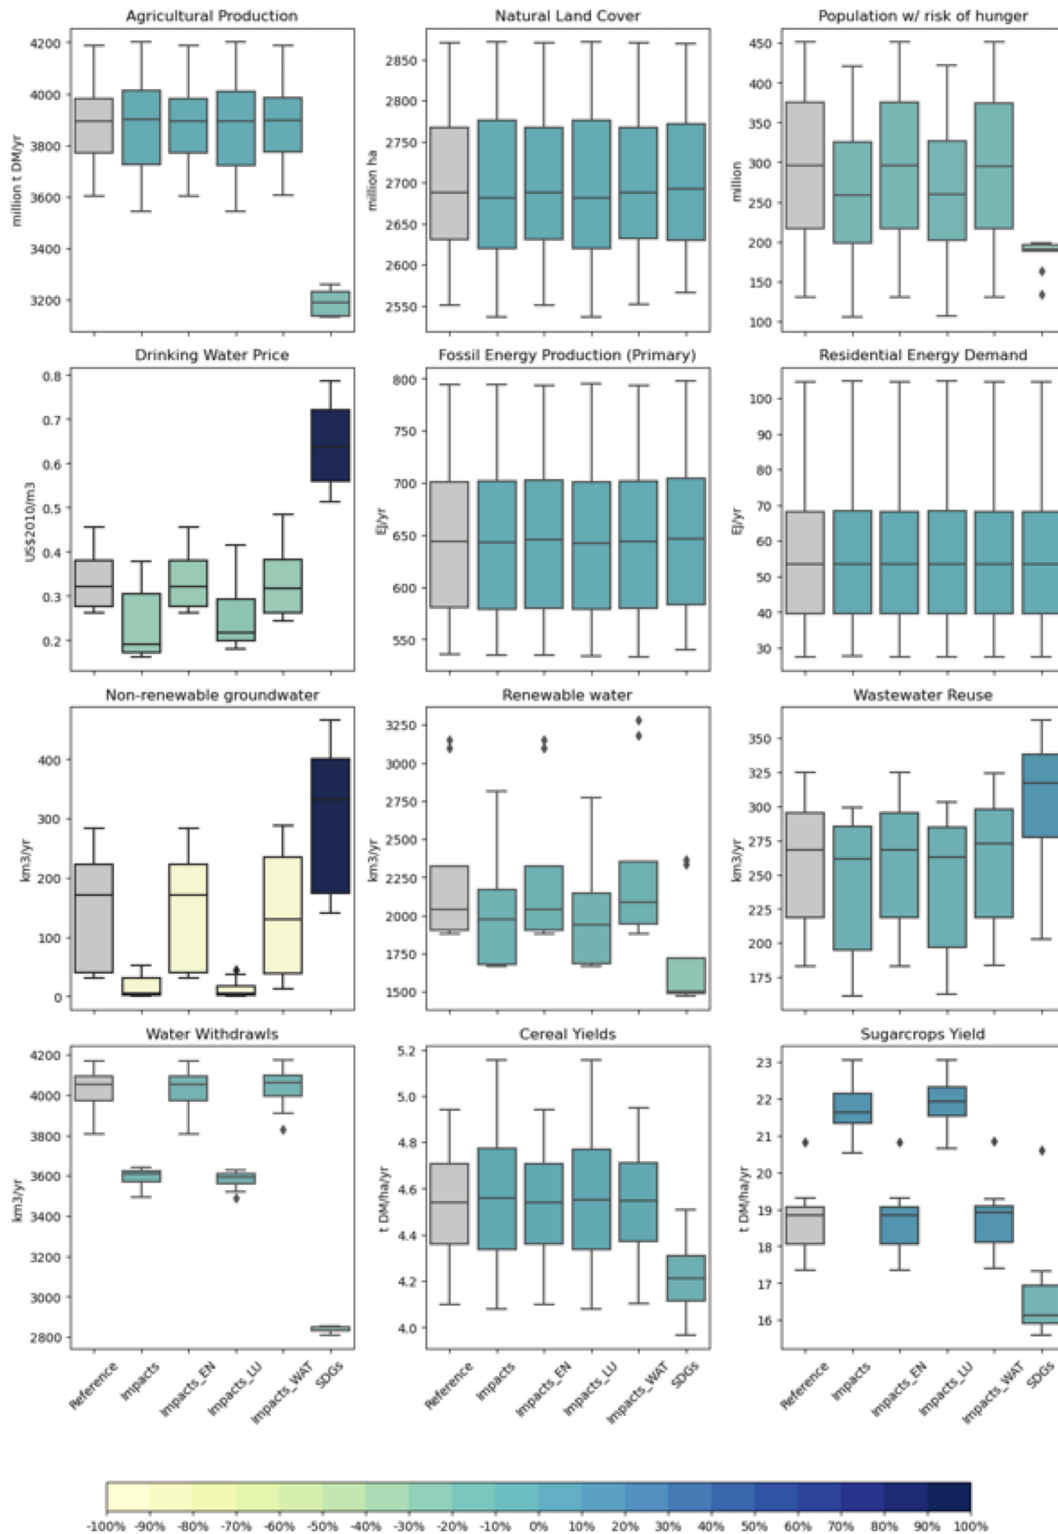 Agricultural Production
Natural Land Cover
Population w/ risk of hunger
million t DM/yr
4200
4000
3800
3600
3400
3200
million ha
2850
2800
2750
2700
2650
2600
2550
million
450
400
350
300
250
200
150
100
Drinking Water Price
Fossil Energy Production (Primary)
Residential Energy Demand
US$2010/m3
0.8
0.7
0.6
0.5
0.4
0.3
0.2
EJ/yr
800
750
700
650
600
550
EJ/yr
100
90
80
70
60
50
40
30
Non-renewable groundwater
Renewable water
Wastewater Reuse
km3/yr
400
300
200
100
0
km3/yr
3250
3000
2750
2500
2250
2000
1750
1500
km3/yr
350
325
300
275
250
225
200
175
Water Withdrawls
Cereal Yields
Sugarcrops Yield
km3/yr
4200
4000
3800
3600
3400
3200
3000
2800
t DM/ha/yr
5.2
5.0
4.8
4.6
4.4
4.2
4.0
t DM/ha/yr
23
22
21
20
19
18
17
16
Reference
Impacts
Impacts_EN
Impacts_LU
Impacts_WAT
SDGs
Reference
Impacts
Impacts_EN
Impacts_LU
Impacts_WAT
SDGs
Reference
Impacts
Impacts_EN
Impacts_LU
Impacts_WAT
SDGs
-100% -90% -80% -70% -60% -50% -40% -30% -20% -10% 0% 10% 20% 30% 40% 50% 60% 70% 80% 90% 100%